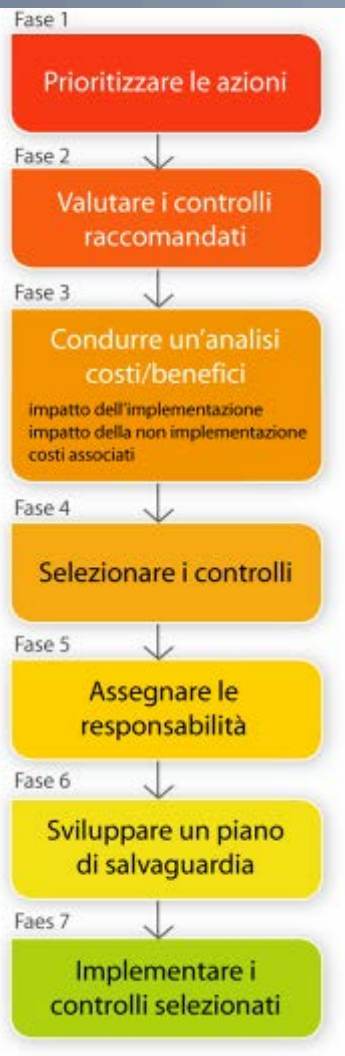 Fase 1
Prioritizzare le azioni
Fase 2
Valutare i controlli
raccomandati
Fase 3
Condurre un'analisi
costi/benefici
impatto dell'implementazione
impatto della non implementazione
costi associati
Fase 4
Selezionare i controlli
Fase 5
Assegnare le
responsabilità
Fase 6
Sviluppare un piano
di salvaguardia
Faes 7
Implementare i
controlli selezionati